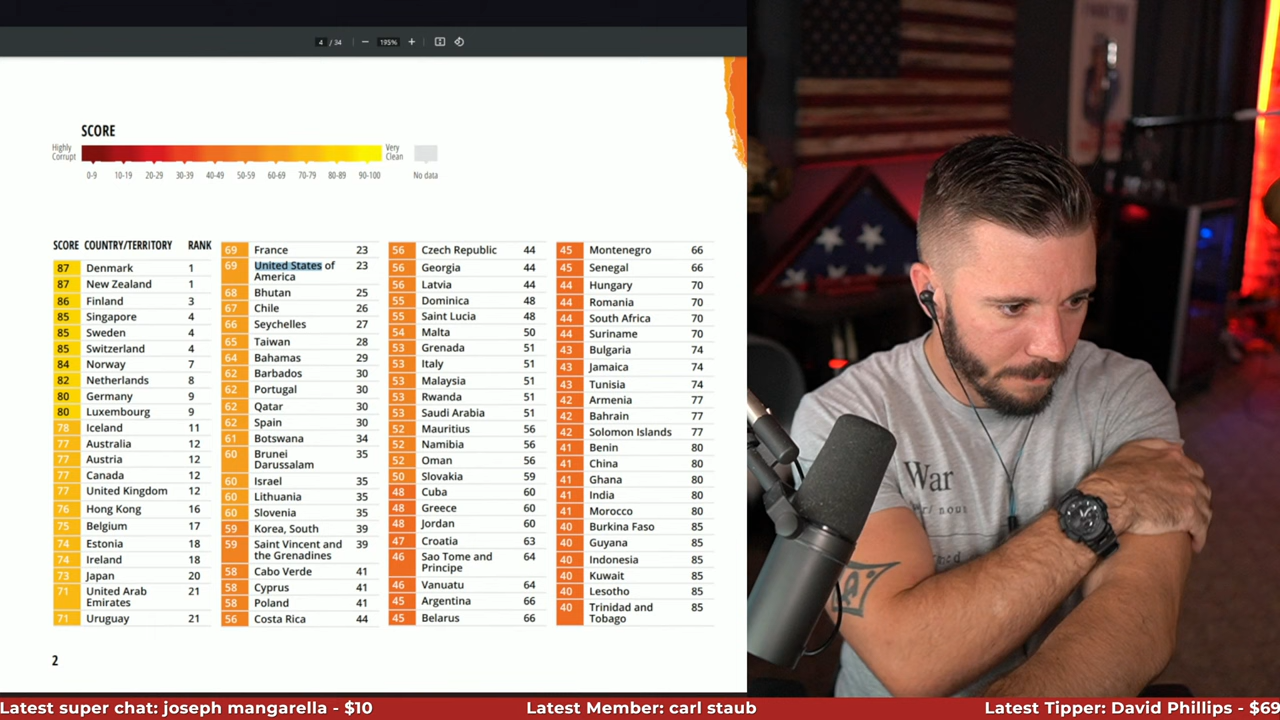 4 / 34 — 195% +
SCORE
Highly Corrupt
Very Clean
0-9 10-19 20-29 30-39 40-49 50-59 60-69 70-79 80-89 90-100 No data
SCORE COUNTRY/TERRITORY RANK
87 Denmark 1
87 New Zealand 1
86 Finland 3
85 Singapore 4
85 Sweden 4
85 Switzerland 4
84 Norway 7
82 Netherlands 8
80 Germany 9
80 Luxembourg 9
78 Iceland 11
77 Australia 12
77 Austria 12
77 Canada 12
77 United Kingdom 12
76 Hong Kong 16
75 Belgium 17
74 Estonia 18
74 Ireland 18
73 Japan 20
71 United Arab 21
Emirates
71 Uruguay 21
69 France 23
69 United States of 23
America
68 Bhutan 25
67 Chile 26
66 Seychelles 27
65 Taiwan 28
64 Bahamas 29
62 Barbados 30
62 Portugal 30
62 Qatar 30
62 Spain 30
61 Botswana 34
60 Brunei 35
Darussalam
60 Israel 35
60 Lithuania 35
60 Slovenia 35
59 Korea, South 39
59 Saint Vincent and 39
the Grenadines
58 Cabo Verde 41
58 Cyprus 41
58 Poland 41
56 Costa Rica 44
56 Czech Republic 44
56 Georgia 44
56 Latvia 44
55 Dominica 48
55 Saint Lucia 48
54 Malta 50
53 Grenada 51
53 Italy 51
53 Malaysia 51
53 Rwanda 51
53 Saudi Arabia 51
52 Mauritius 56
52 Namibia 56
52 Oman 56
50 Slovakia 59
48 Cuba 60
48 Greece 60
48 Jordan 60
47 Croatia 63
46 Sao Tome and 64
Principe
46 Vanuatu 64
45 Argentina 66
45 Belarus 66
45 Montenegro 66
45 Senegal 66
44 Hungary 70
44 Romania 70
44 South Africa 70
44 Suriname 70
43 Bulgaria 74
43 Jamaica 74
43 Tunisia 74
42 Armenia 77
42 Bahrain 77
42 Solomon Islands 77
41 Benin 80
41 China 80
41 Ghana 80
41 India 80
41 Morocco 80
40 Burkina Faso 85
40 Guyana 85
40 Indonesia 85
40 Kuwait 85
40 Lesotho 85
40 Trinidad and 85
Tobago
2
War
noun
Latest super chat: joseph mangarella - $10 Latest Member: carl staub Latest Tipper: David Phillips - $69